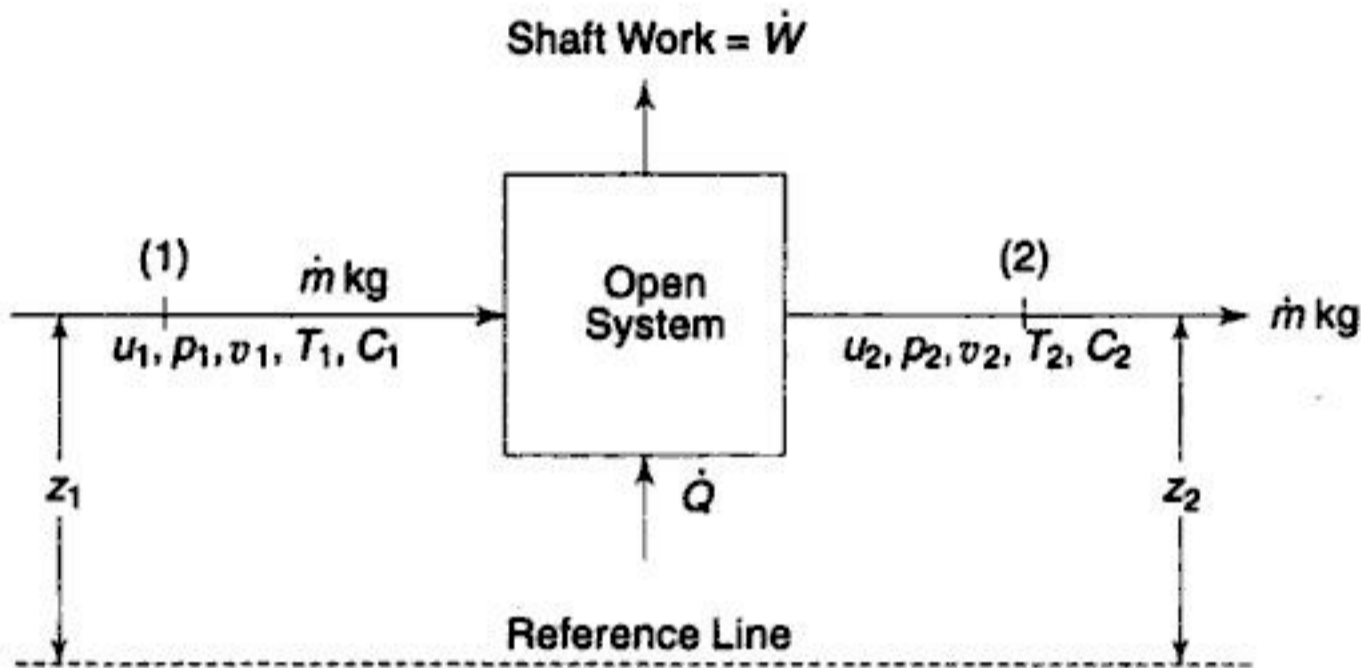 Shaft Work = Ẇ
(1)
ṁ kg
Open
System
(2)
ṁ kg
u₁, p₁, v₁, T₁, C₁
u₂, p₂, v₂, T₂, C₂
z₁
Q̇
z₂
Reference Line